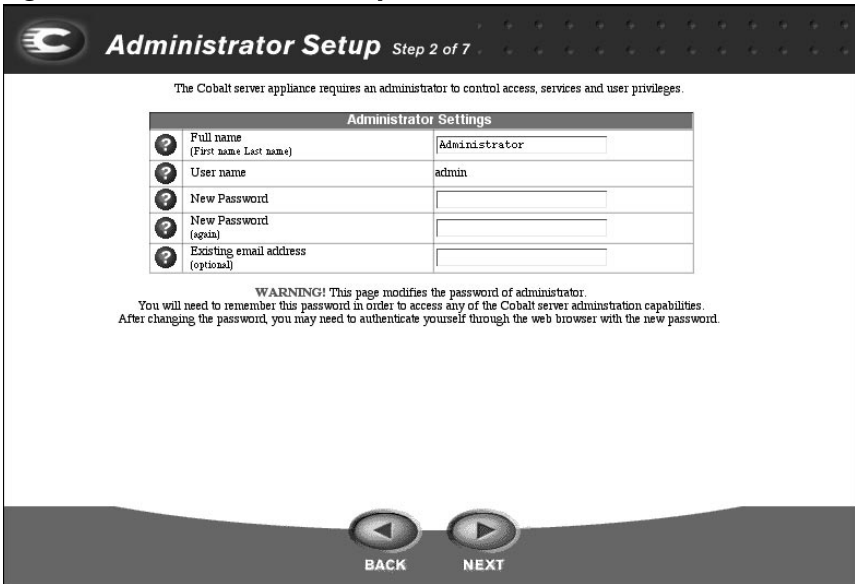 Administrator Setup Step 2 of 7
The Cobalt server appliance requires an administrator to control access, services and user privileges.
Administrator Settings
Full name
(First name Last name)
Administrator
User name
admin
New Password
New Password
(again)
Existing email address
(optional)
WARNING! This page modifies the password of administrator.
You will need to remember this password in order to access any of the Cobalt server adminstration capabilities.
After changing the password, you may need to authenticate yourself through the web browser with the new password.
BACK NEXT